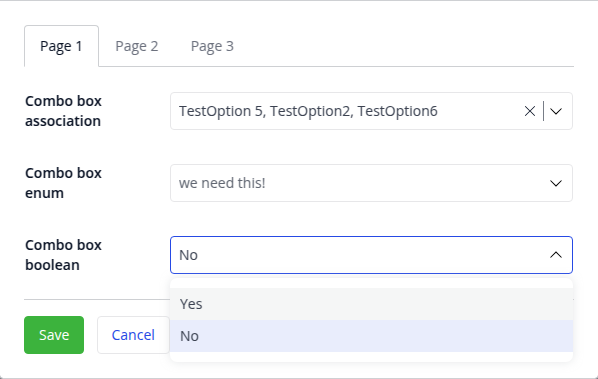 Page 1 Page 2 Page 3
Combo box
association
TestOption 5, TestOption2, TestOption6
Combo box
enum
we need this!
Combo box
boolean
No
Yes
No
Save Cancel